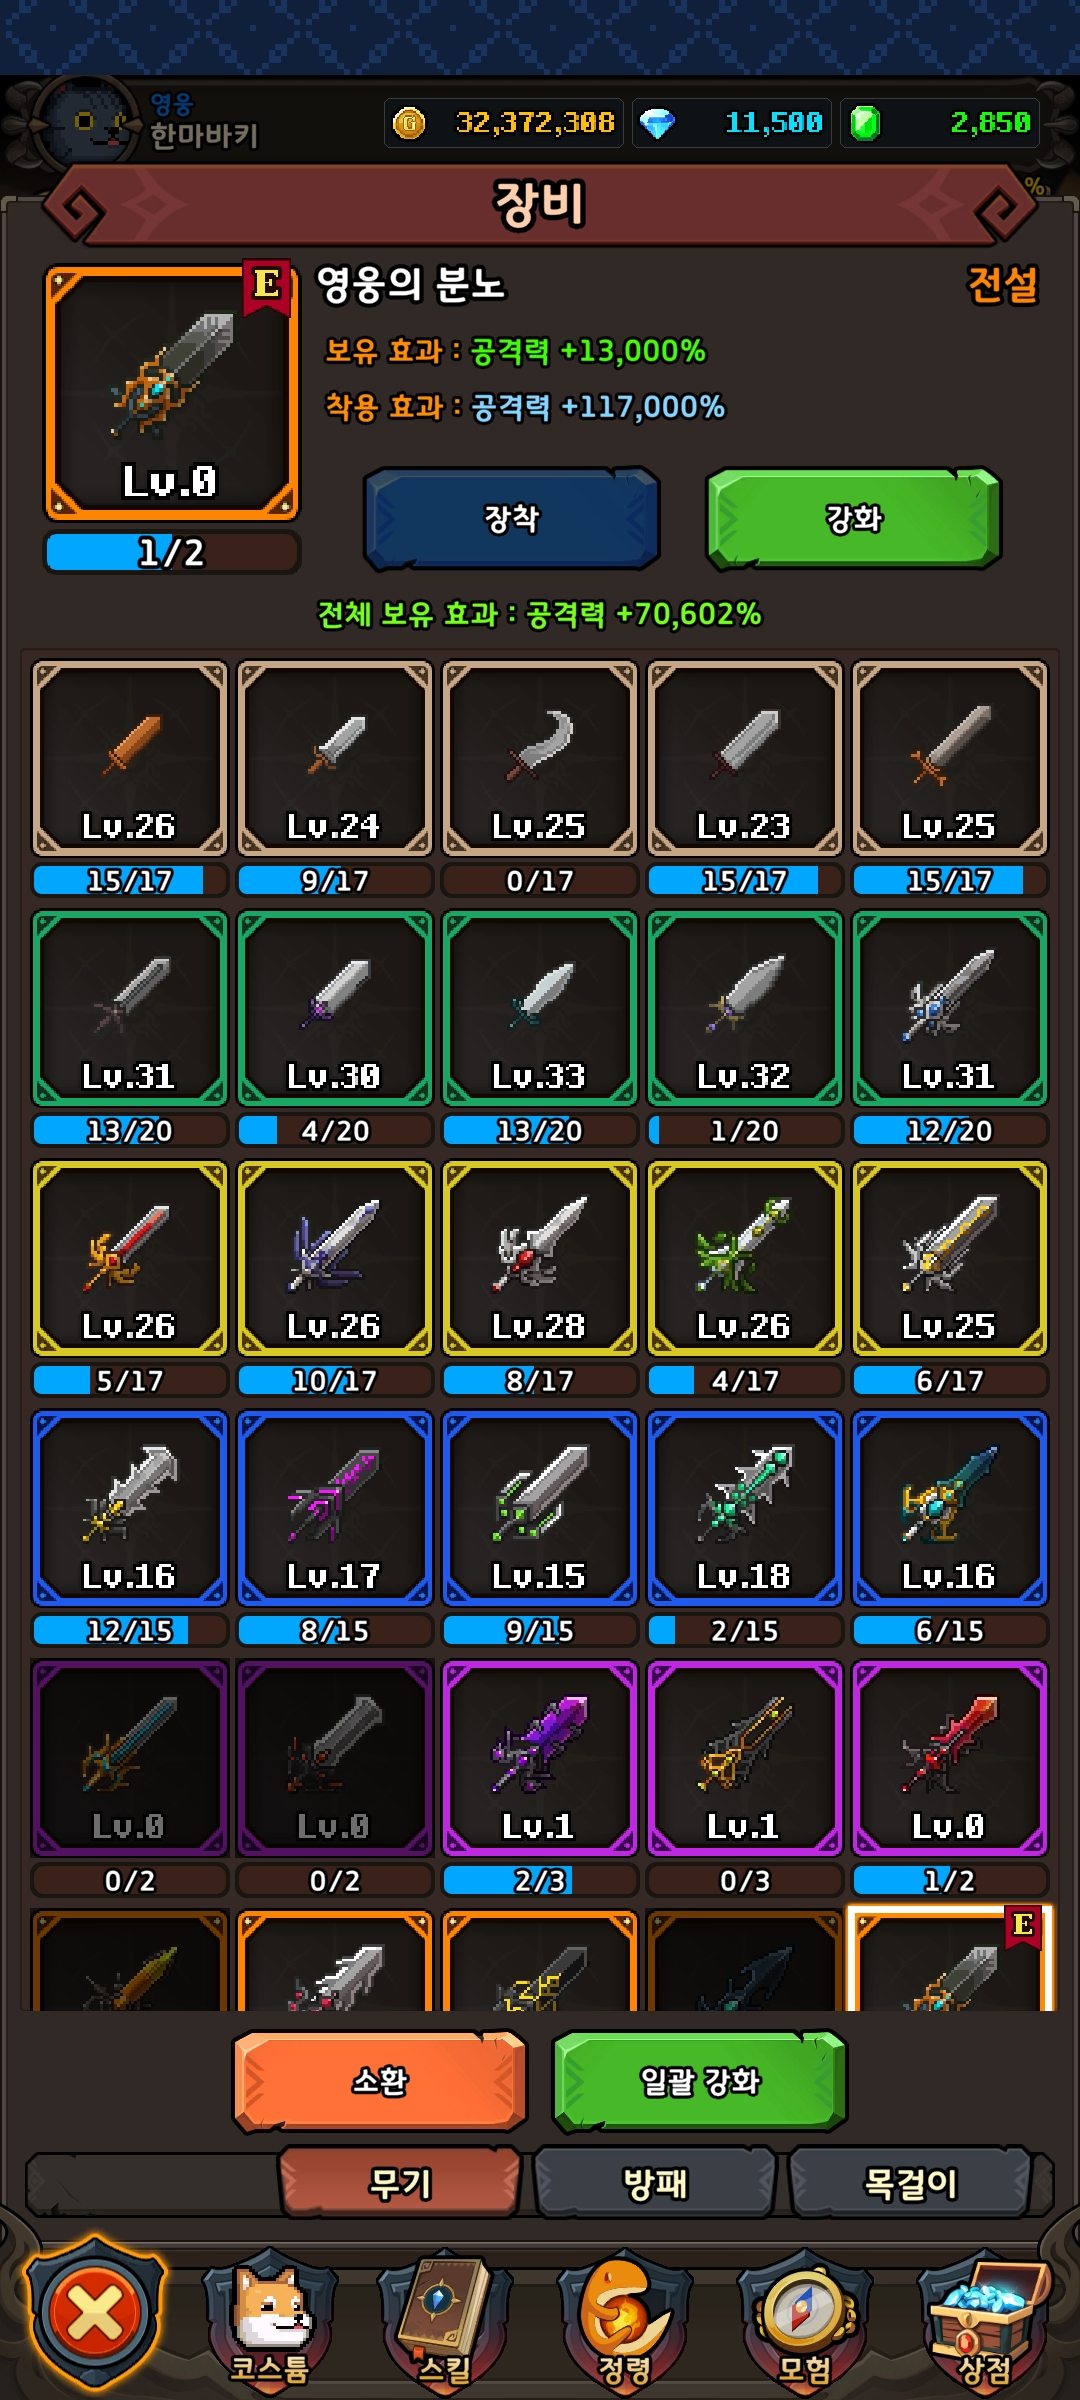 영웅
한마바키
32,372,308
11,500
2,850
%
장비
E
영웅의 분노
전설
보유 효과 : 공격력 +13,000%
착용 효과 : 공격력 +117,000%
Lv.0
1/2
장착
강화
전체 보유 효과 : 공격력 +70,602%
Lv.26 Lv.24 Lv.25 Lv.23 Lv.25
15/17 9/17 0/17 15/17 15/17
Lv.31 Lv.30 Lv.33 Lv.32 Lv.31
13/20 4/20 13/20 1/20 12/20
Lv.26 Lv.26 Lv.28 Lv.26 Lv.25
5/17 10/17 8/17 4/17 6/17
Lv.16 Lv.17 Lv.15 Lv.18 Lv.16
12/15 8/15 9/15 2/15 6/15
Lv.0 Lv.0 Lv.1 Lv.1 Lv.0
0/2 0/2 2/3 0/3 1/2
E
소환
일괄 강화
무기
방패
목걸이
코스튬
스킬
정령
모험
상점